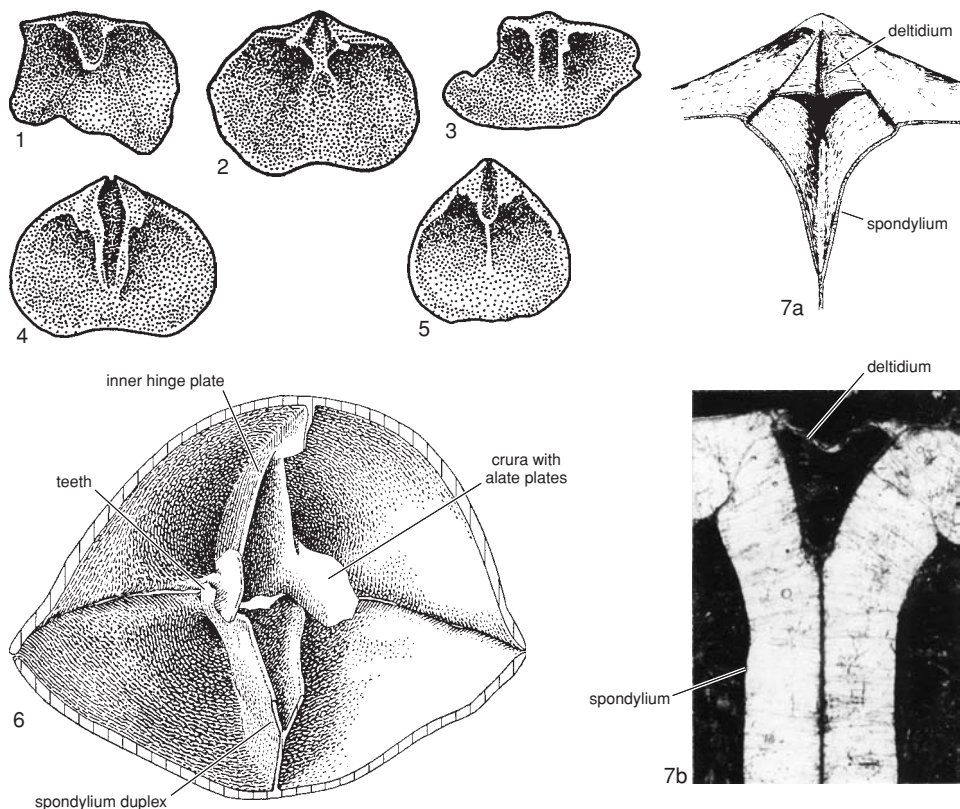 1
2
3
deltidium
spondylium
7a
4
5
inner hinge plate
teeth
crura with
alate plates
6
spondylium duplex
deltidium
spondylium
7b